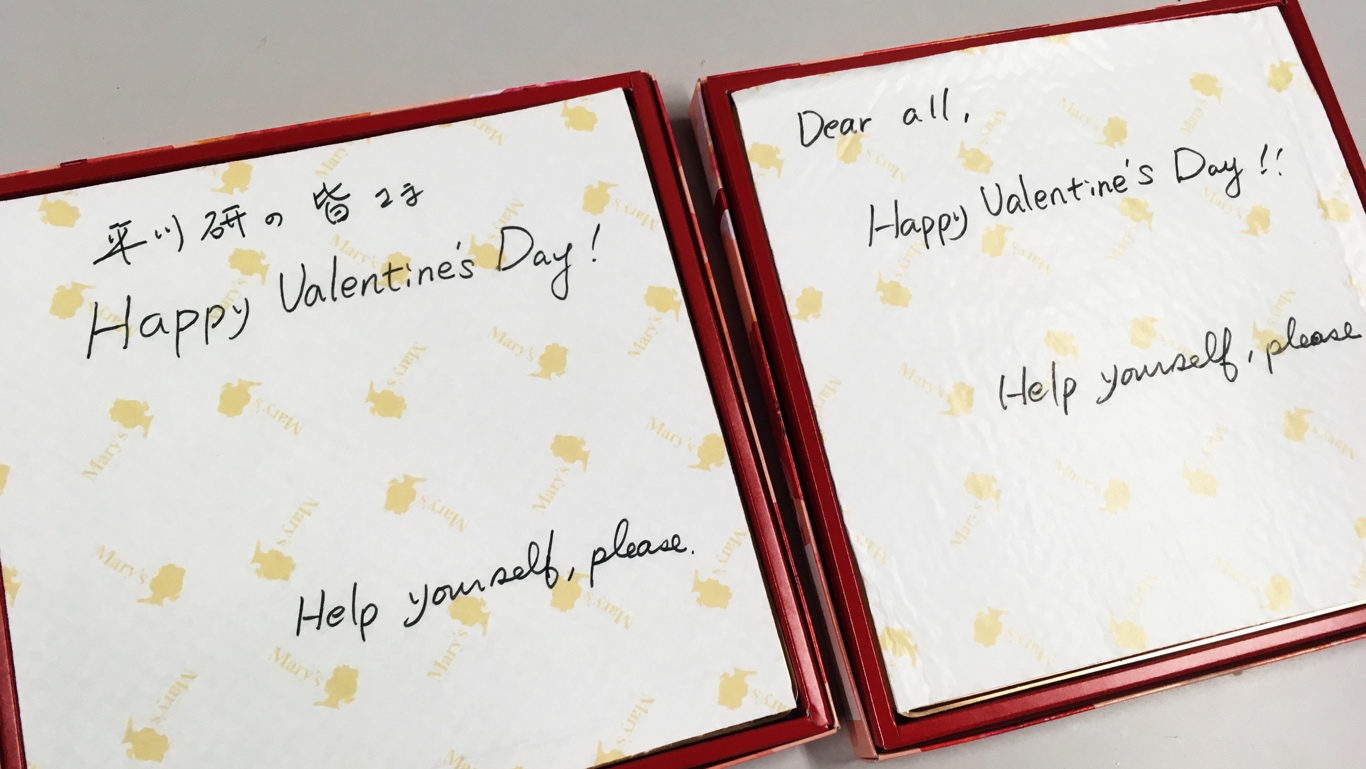 平川研の皆さま
Happy Valentine's Day!
Help yourself, please.
Dear all,
Happy Valentine's Day!!
Help yourself, please
Mary's